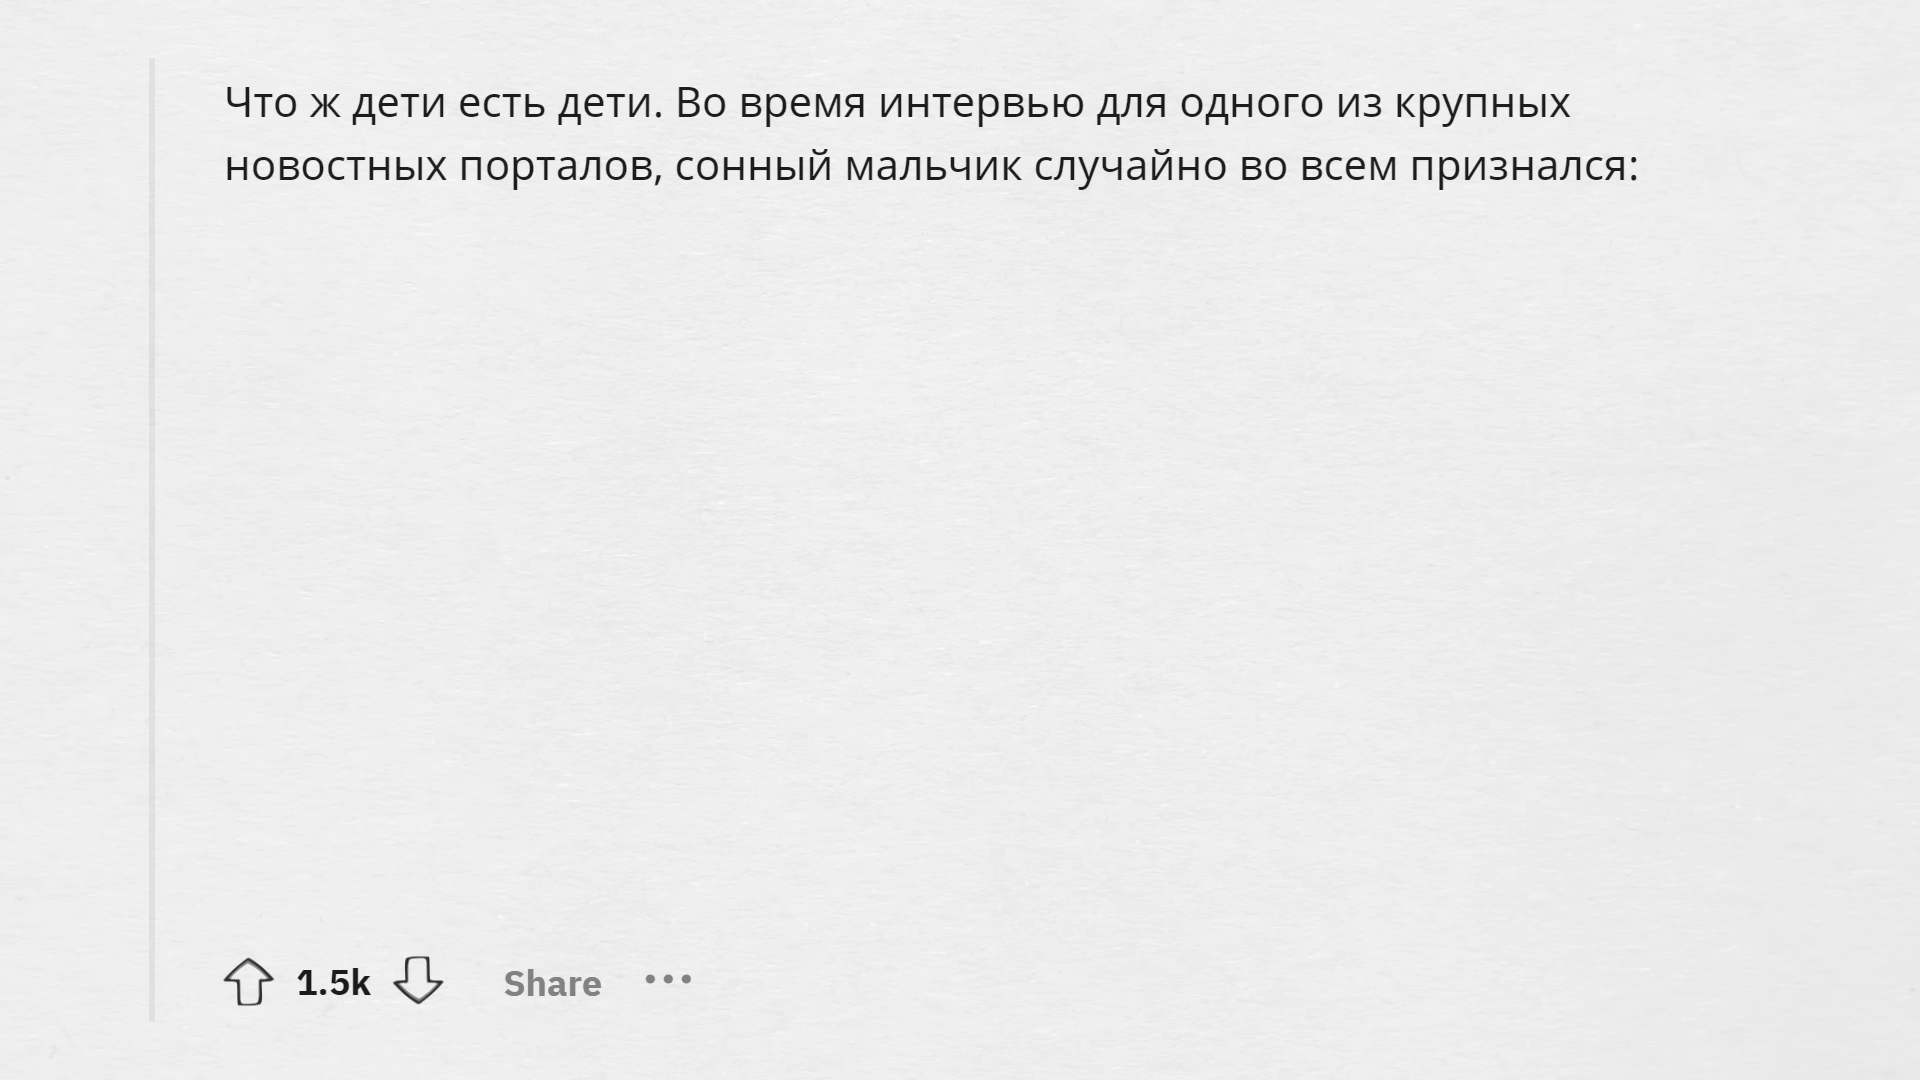 Что ж дети есть дети. Во время интервью для одного из крупных
новостных порталов, сонный мальчик случайно во всем признался:
1.5k Share